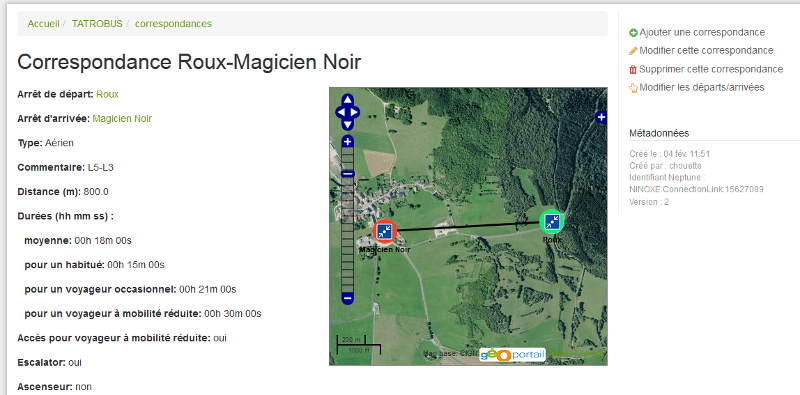 Accueil / TATROBUS / correspondances
Correspondance Roux-Magicien Noir
Arrêt de départ: Roux
Arrêt d'arrivée: Magicien Noir
Type: Aérien
Commentaire: L5-L3
Distance (m): 800.0
Durées (hh mm ss) :
moyenne: 00h 18m 00s
pour un habitué: 00h 15m 00s
pour un voyageur occasionnel: 00h 21m 00s
pour un voyageur à mobilité réduite: 00h 30m 00s
Accès pour voyageur à mobilité réduite: oui
Escalator: oui
Ascenseur: non
Magicien Noir
Roux
200 m
1000 ft
Map base: ©IGN
géoportail
Ajouter une correspondance
Modifier cette correspondance
Supprimer cette correspondance
Modifier les départs/arrivées
Métadonnées
Créé le : 04 fév. 11:51
Créé par : chouette
Identifiant Neptune :
NINOXE:ConnectionLink:15627089
Version : 2